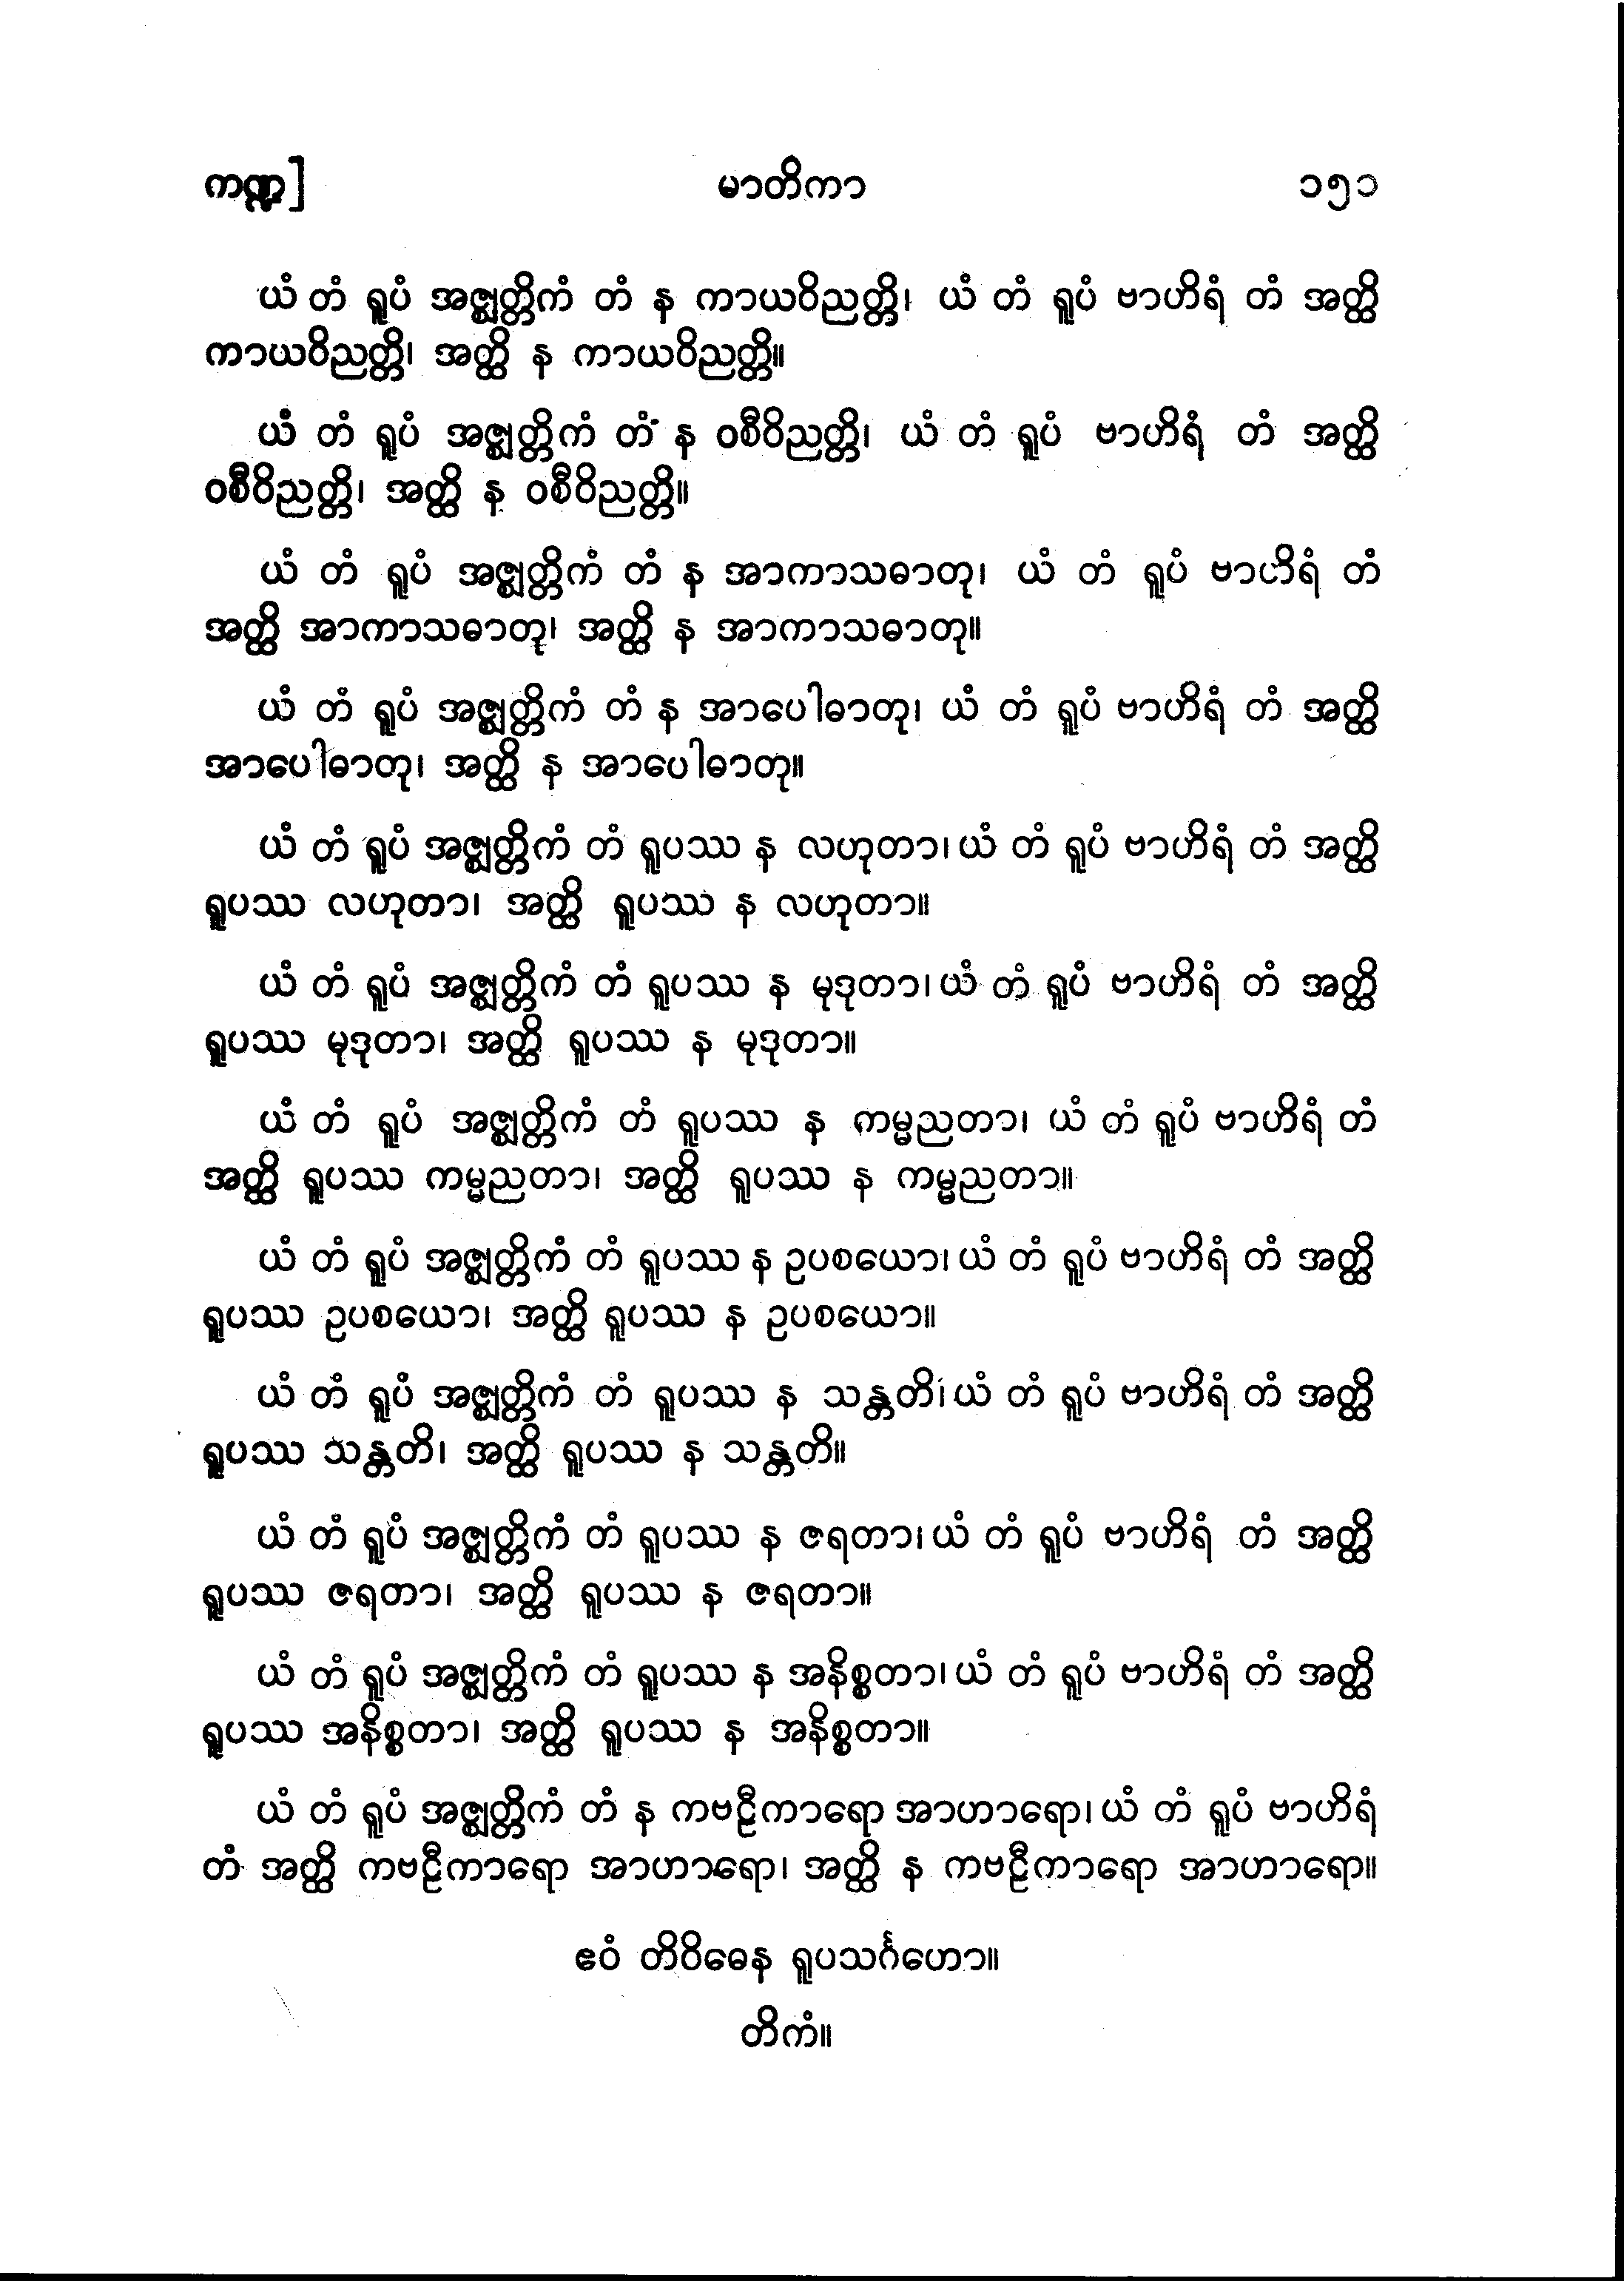 ကဏ္ဍ] မာတိကာ ၁၅၁
ယံ တံ ရူပံ အဇ္ဈတ္တိကံ တံ န ကာယဝိညတ္တိ၊ ယံ တံ ရူပံ ဗာဟိရံ တံ အတ္ထိ
ကာယဝိညတ္တိ၊ အတ္ထိ န ကာယဝိညတ္တိ။
ယံ တံ ရူပံ အဇ္ဈတ္တိကံ တံ န ဝစီဝိညတ္တိ၊ ယံ တံ ရူပံ ဗာဟိရံ တံ အတ္ထိ
ဝစီဝိညတ္တိ၊ အတ္ထိ န ဝစီဝိညတ္တိ။
ယံ တံ ရူပံ အဇ္ဈတ္တိကံ တံ န အာကာသဓာတု၊ ယံ တံ ရူပံ ဗာဟိရံ တံ
အတ္ထိ အာကာသဓာတု၊ အတ္ထိ န အာကာသဓာတု။
ယံ တံ ရူပံ အဇ္ဈတ္တိကံ တံ န အာပေါဓာတု၊ ယံ တံ ရူပံ ဗာဟိရံ တံ အတ္ထိ
အာပေါဓာတု၊ အတ္ထိ န အာပေါဓာတု။
ယံ တံ ရူပံ အဇ္ဈတ္တိကံ တံ ရူပဿ န လဟုတာ၊ ယံ တံ ရူပံ ဗာဟိရံ တံ အတ္ထိ
ရူပဿ လဟုတာ၊ အတ္ထိ ရူပဿ န လဟုတာ။
ယံ တံ ရူပံ အဇ္ဈတ္တိကံ တံ ရူပဿ န မုဒုတာ၊ ယံ တံ ရူပံ ဗာဟိရံ တံ အတ္ထိ
ရူပဿ မုဒုတာ၊ အတ္ထိ ရူပဿ န မုဒုတာ။
ယံ တံ ရူပံ အဇ္ဈတ္တိကံ တံ ရူပဿ န ကမ္မညတာ၊ ယံ တံ ရူပံ ဗာဟိရံ တံ
အတ္ထိ ရူပဿ ကမ္မညတာ၊ အတ္ထိ ရူပဿ န ကမ္မညတာ။
ယံ တံ ရူပံ အဇ္ဈတ္တိကံ တံ ရူပဿ န ဥပစယော၊ ယံ တံ ရူပံ ဗာဟိရံ တံ အတ္ထိ
ရူပဿ ဥပစယော၊ အတ္ထိ ရူပဿ န ဥပစယော။
ယံ တံ ရူပံ အဇ္ဈတ္တိကံ တံ ရူပဿ န သန္တတိ၊ ယံ တံ ရူပံ ဗာဟိရံ တံ အတ္ထိ
ရူပဿ သန္တတိ၊ အတ္ထိ ရူပဿ န သန္တတိ။
ယံ တံ ရူပံ အဇ္ဈတ္တိကံ တံ ရူပဿ န ဇရတာ၊ ယံ တံ ရူပံ ဗာဟိရံ တံ အတ္ထိ
ရူပဿ ဇရတာ၊ အတ္ထိ ရူပဿ န ဇရတာ။
ယံ တံ ရူပံ အဇ္ဈတ္တိကံ တံ ရူပဿ န အနိစ္စတာ၊ ယံ တံ ရူပံ ဗာဟိရံ တံ အတ္ထိ
ရူပဿ အနိစ္စတာ၊ အတ္ထိ ရူပဿ န အနိစ္စတာ။
ယံ တံ ရူပံ အဇ္ဈတ္တိကံ တံ န ကဗဠီကာရော အာဟာရော၊ ယံ တံ ရူပံ ဗာဟိရံ
တံ အတ္ထိ ကဗဠီကာရော အာဟာရော၊ အတ္ထိ န ကဗဠီကာရော အာဟာရော။
ဧဝံ တိဝိဓေန ရူပသင်္ဂဟော။
တိကံ။